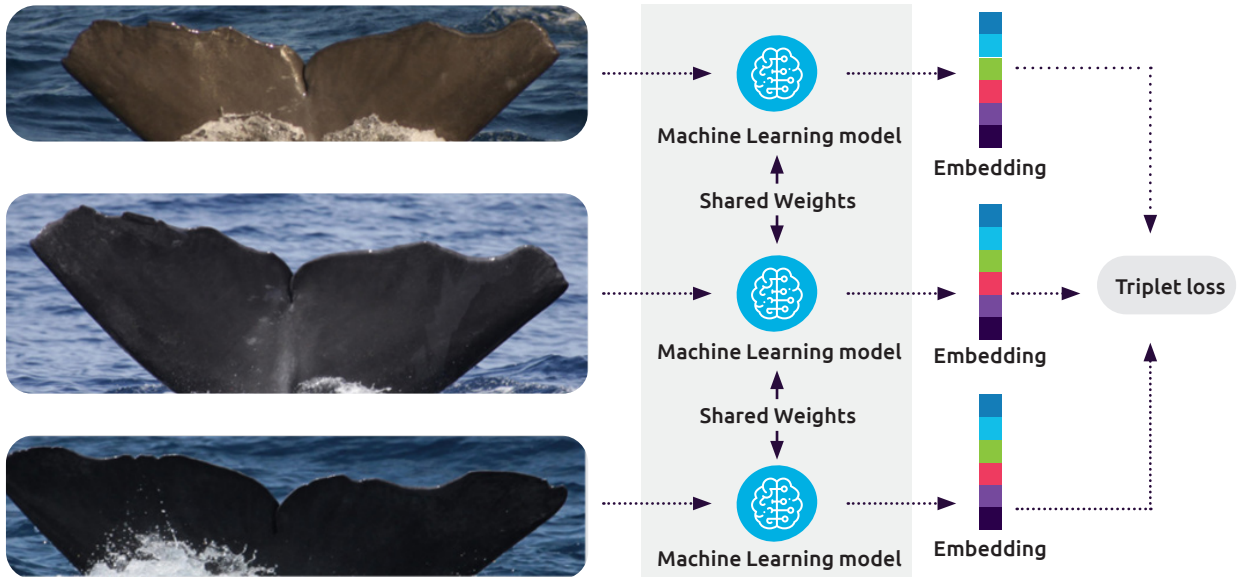 Machine Learning model
Embedding
Shared Weights
Machine Learning model
Embedding
Triplet loss
Shared Weights
Machine Learning model
Embedding